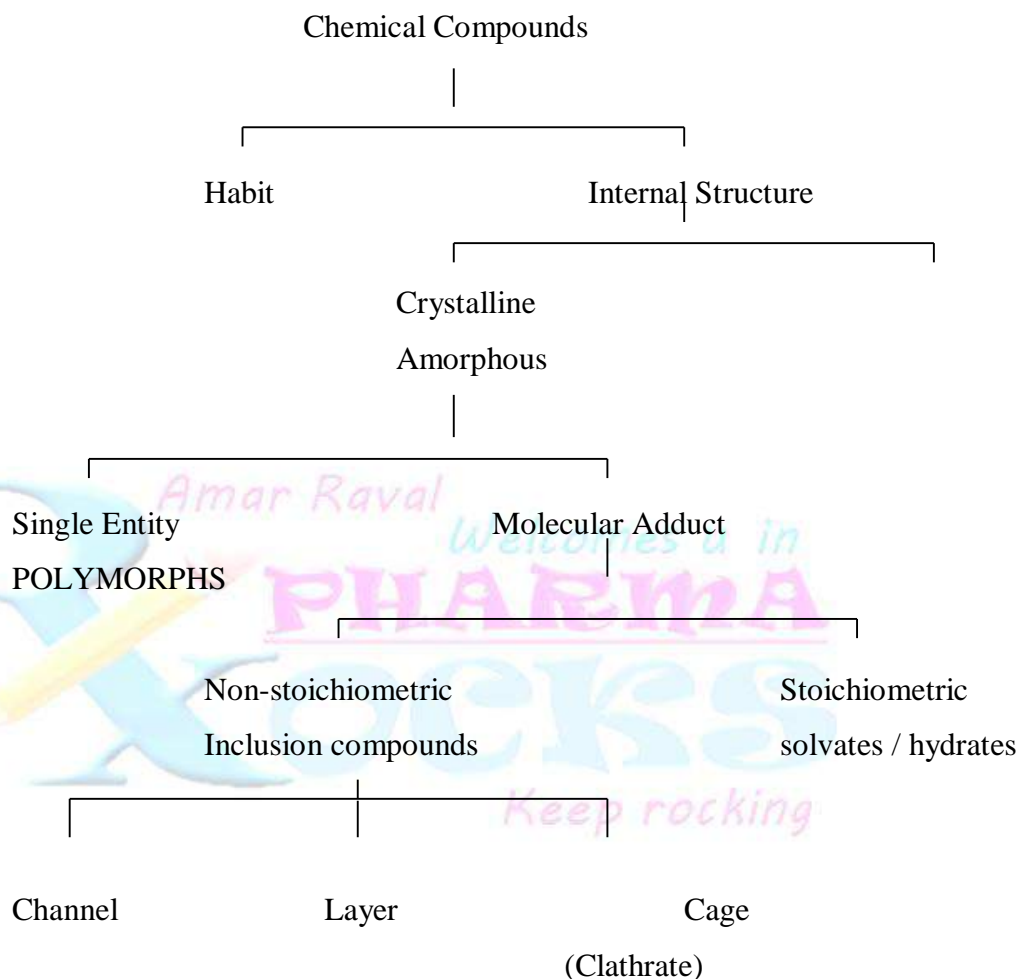 Chemical Compounds
Habit Internal Structure
Crystalline
Amorphous
Amar Raval
Single Entity Molecular Adduct
Welcomes u in
POLYMORPHS
PHARMA
Non-stoichiometric Stoichiometric
Inclusion compounds solvates / hydrates
Rocks
Keep rocking
Channel Layer Cage
(Clathrate)